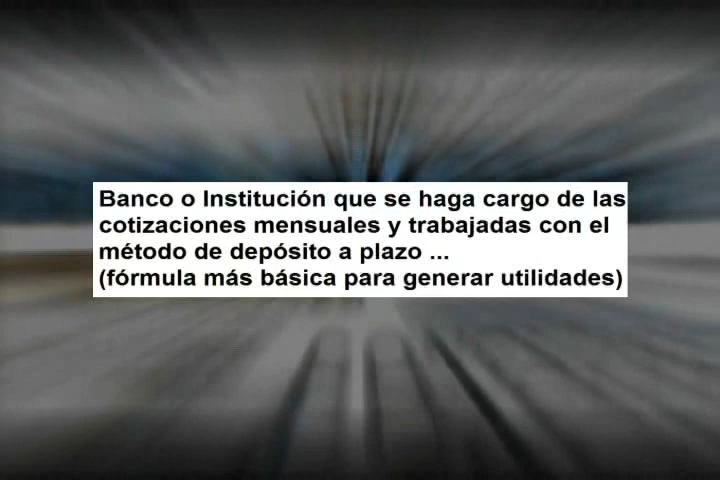 Banco o Institución que se haga cargo de las
cotizaciones mensuales y trabajadas con el
método de depósito a plazo ...
(fórmula más básica para generar utilidades)